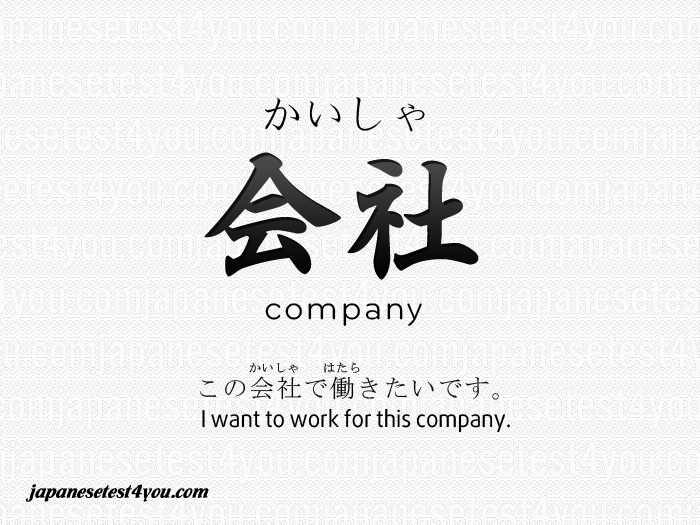 かいしゃ
会社
company
かいしゃ はたら
この会社で働きたいです。
I want to work for this company.
japanesetest4you.com